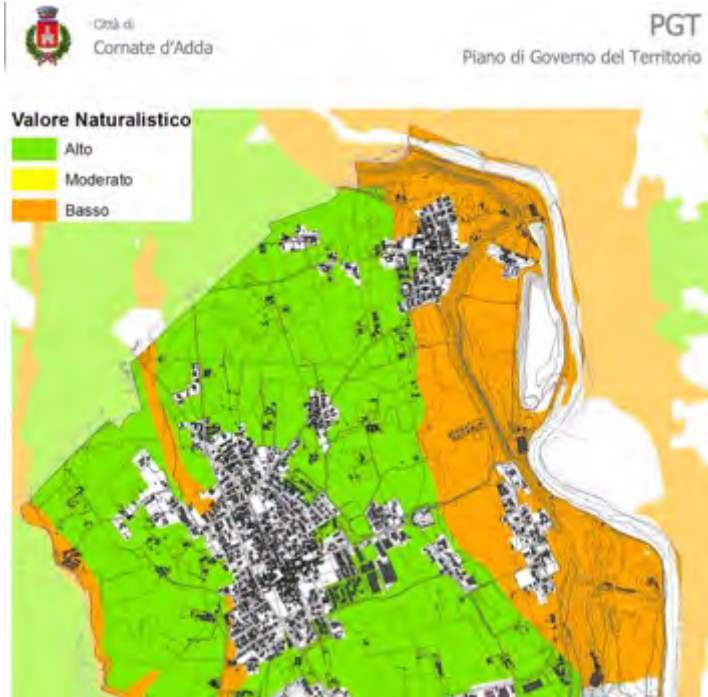 Città di
Cornate d'Adda
PGT
Piano di Governo del Territorio
Valore Naturalistico
Alto
Moderato
Basso